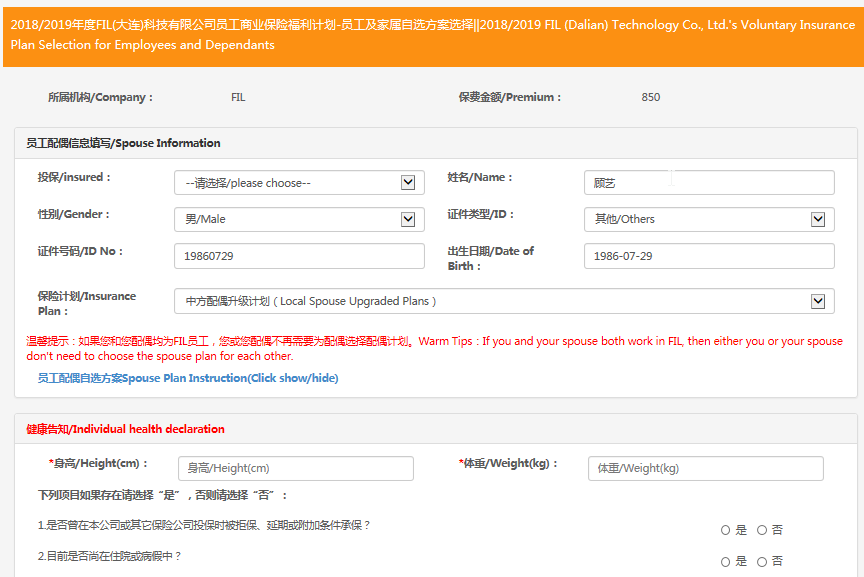 2018/2019年度FIL(大连)科技有限公司员工商业保险福利计划-员工及家属自选方案选择||2018/2019 FIL (Dalian) Technology Co., Ltd.'s Voluntary Insurance
Plan Selection for Employees and Dependants
所属机构/Company： FIL 保费金额/Premium： 850
员工配偶信息填写/Spouse Information
投保/insured： --请选择/please choose-- 姓名/Name： 顾艺
性别/Gender： 男/Male 证件类型/ID： 其他/Others
证件号码/ID No： 19860729 出生日期/Date of
Birth： 1986-07-29
保险计划/Insurance
Plan： 中方配偶升级计划（Local Spouse Upgraded Plans）
温馨提示：如果您和您配偶均为FIL员工，您或您配偶不再需要为配偶选择配偶计划。Warm Tips：If you and your spouse both work in FIL, then either you or your spouse
don't need to choose the spouse plan for each other.
员工配偶自选方案Spouse Plan Instruction(Click show/hide)
健康告知/Individual health declaration
*身高/Height(cm)： 身高/Height(cm) *体重/Weight(kg)： 体重/Weight(kg)
下列项目如果存在请选择“是”，否则请选择“否”：
1.是否曾在本公司或其它保险公司投保时被拒保、延期或附加条件承保？ 是 否
2.目前是否尚在住院或病假中？ 是 否